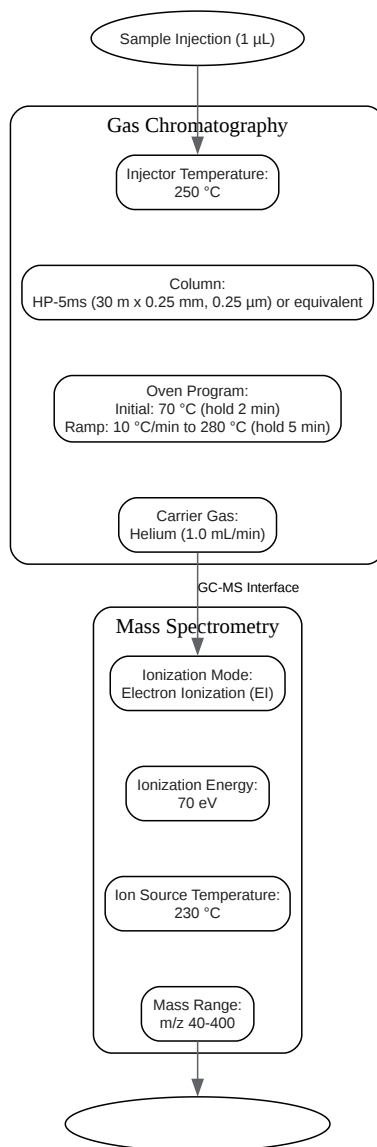 Sample Injection (1 µL)
Gas Chromatography
Injector Temperature:
250 °C
Column:
HP-5ms (30 m x 0.25 mm, 0.25 µm) or equivalent
Oven Program:
Initial: 70 °C (hold 2 min)
Ramp: 10 °C/min to 280 °C (hold 5 min)
Carrier Gas:
Helium (1.0 mL/min)
GC-MS Interface
Mass Spectrometry
Ionization Mode:
Electron Ionization (EI)
Ionization Energy:
70 eV
Ion Source Temperature:
230 °C
Mass Range:
m/z 40-400